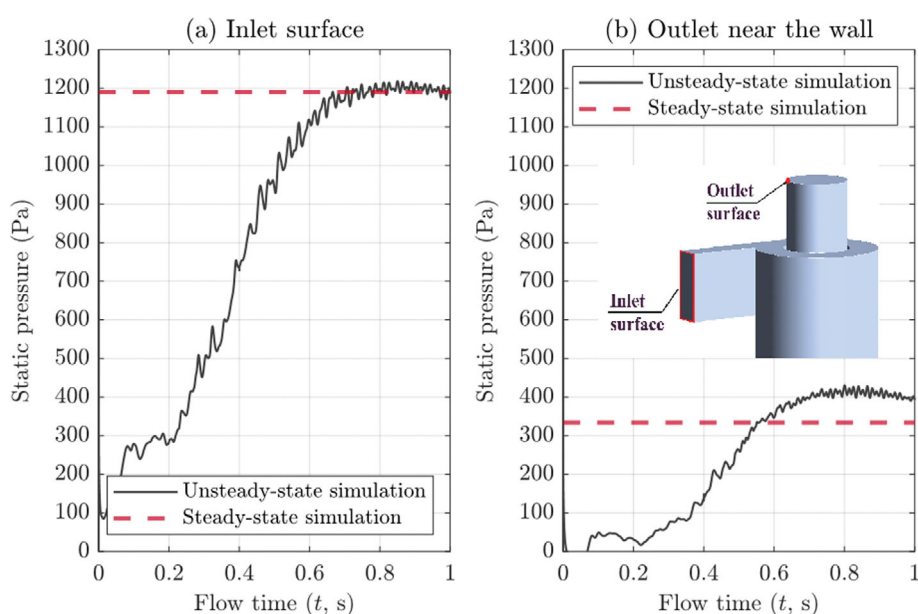 (a) Inlet surface
1300
1200
1100
1000
900
800
700
600
500
400
300
200
100
0
Static pressure (Pa)
Unsteady-state simulation
Steady-state simulation
0 0.2 0.4 0.6 0.8 1
Flow time (t, s)
(b) Outlet near the wall
1300
1200
1100
1000
900
800
700
600
500
400
300
200
100
0
Static pressure (Pa)
Unsteady-state simulation
Steady-state simulation
Outlet
surface
Inlet
surface
0 0.2 0.4 0.6 0.8 1
Flow time (t, s)